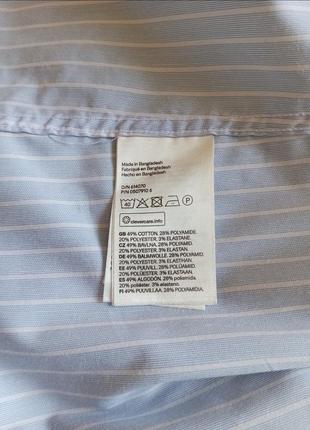 Made in Bangladesh
Fabriqué en Bangladesh
Hecho en Bangladesh
O/N 614070
P/N 0507912 6
40 P
clevercare.info
GB 49% COTTON. 28% POLYAMIDE.
20% POLYESTER. 3% ELASTANE.
CZ 49% BAVLNA. 28% POLYAMID.
20% POLYESTER. 3% ELASTAN.
DE 49% BAUMWOLLE. 28% POLYAMID.
20% POLYESTER. 3% ELASTHAN.
EE 49% PUUVILL. 28% POLÜAMIID.
20% POLÜESTER. 3% ELASTAAN.
ES 49% ALGODÓN. 28% poliamida.
20% poliéster. 3% elastano.
FI 49% PUUVILLAA. 28% POLYAMIDIA.